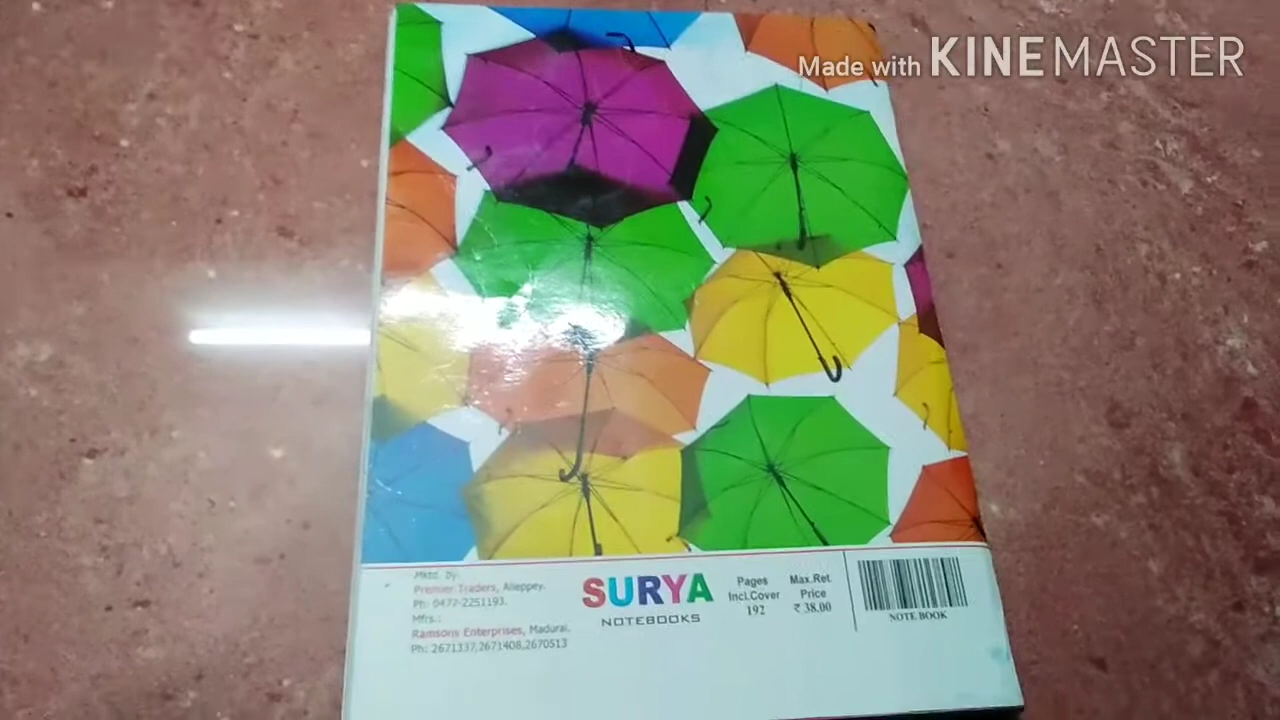 Made with KINEMASTER
Mktd. by:
Premier Traders, Alleppey.
Ph: 0477-2251193.
Mfrs.:
Ramsons Enterprises, Madurai.
Ph: 2671337,2671408,2670513
SURYA
NOTEBOOKS
Pages
Incl.Cover
192
Max.Ret.
Price
₹ 38.00
NOTE BOOK